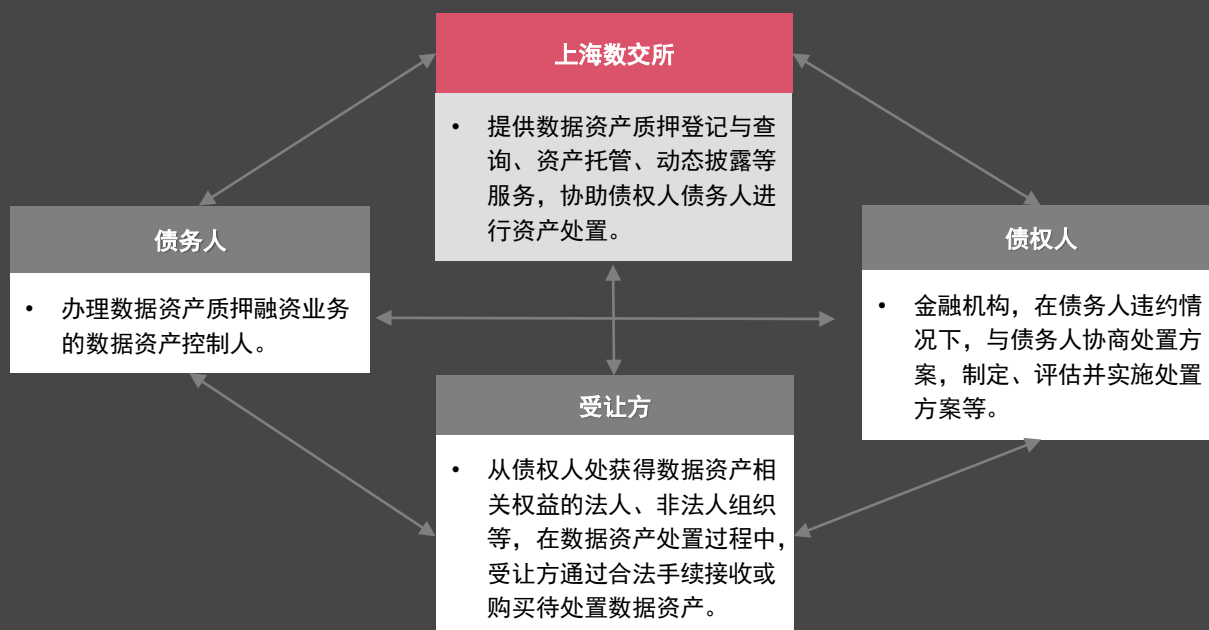 上海数交所
• 提供数据资产质押登记与查
询、资产托管、动态披露等
服务，协助债权人债务人进
行资产处置。
债务人
• 办理数据资产质押融资业务
的数据资产控制人。
债权人
• 金融机构，在债务人违约情
况下，与债务人协商处置方
案，制定、评估并实施处置
方案等。
受让方
• 从债权人处获得数据资产相
关权益的法人、非法人组织
等，在数据资产处置过程中，
受让方通过合法手续接收或
购买待处置数据资产。